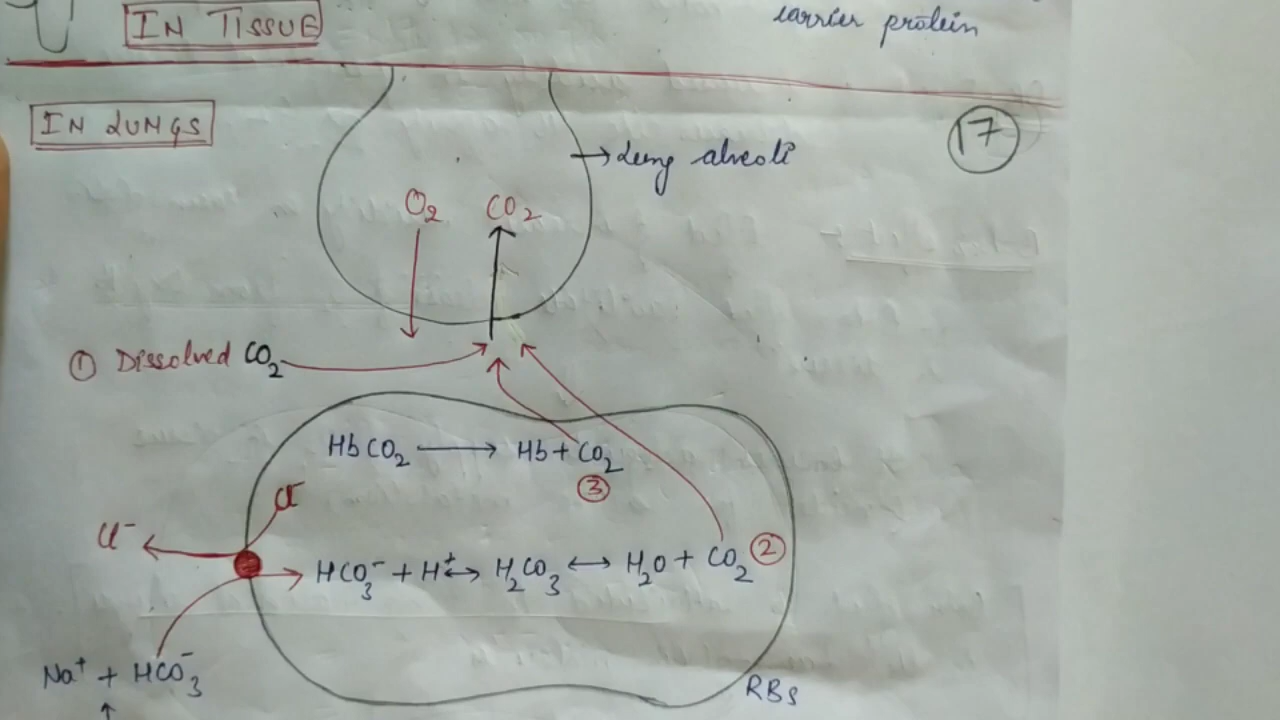 IN TISSUE
carrier protein
IN LUNGS
17
→ Lung alveoli
O₂ CO₂
① Dissolved CO₂
HbCO₂ → Hb + CO₂
③
Cl⁻
Cl⁻
HCO₃⁻ + H⁺ ↔ H₂CO₃ ↔ H₂O + CO₂ ②
Na⁺ + HCO₃⁻
RBs